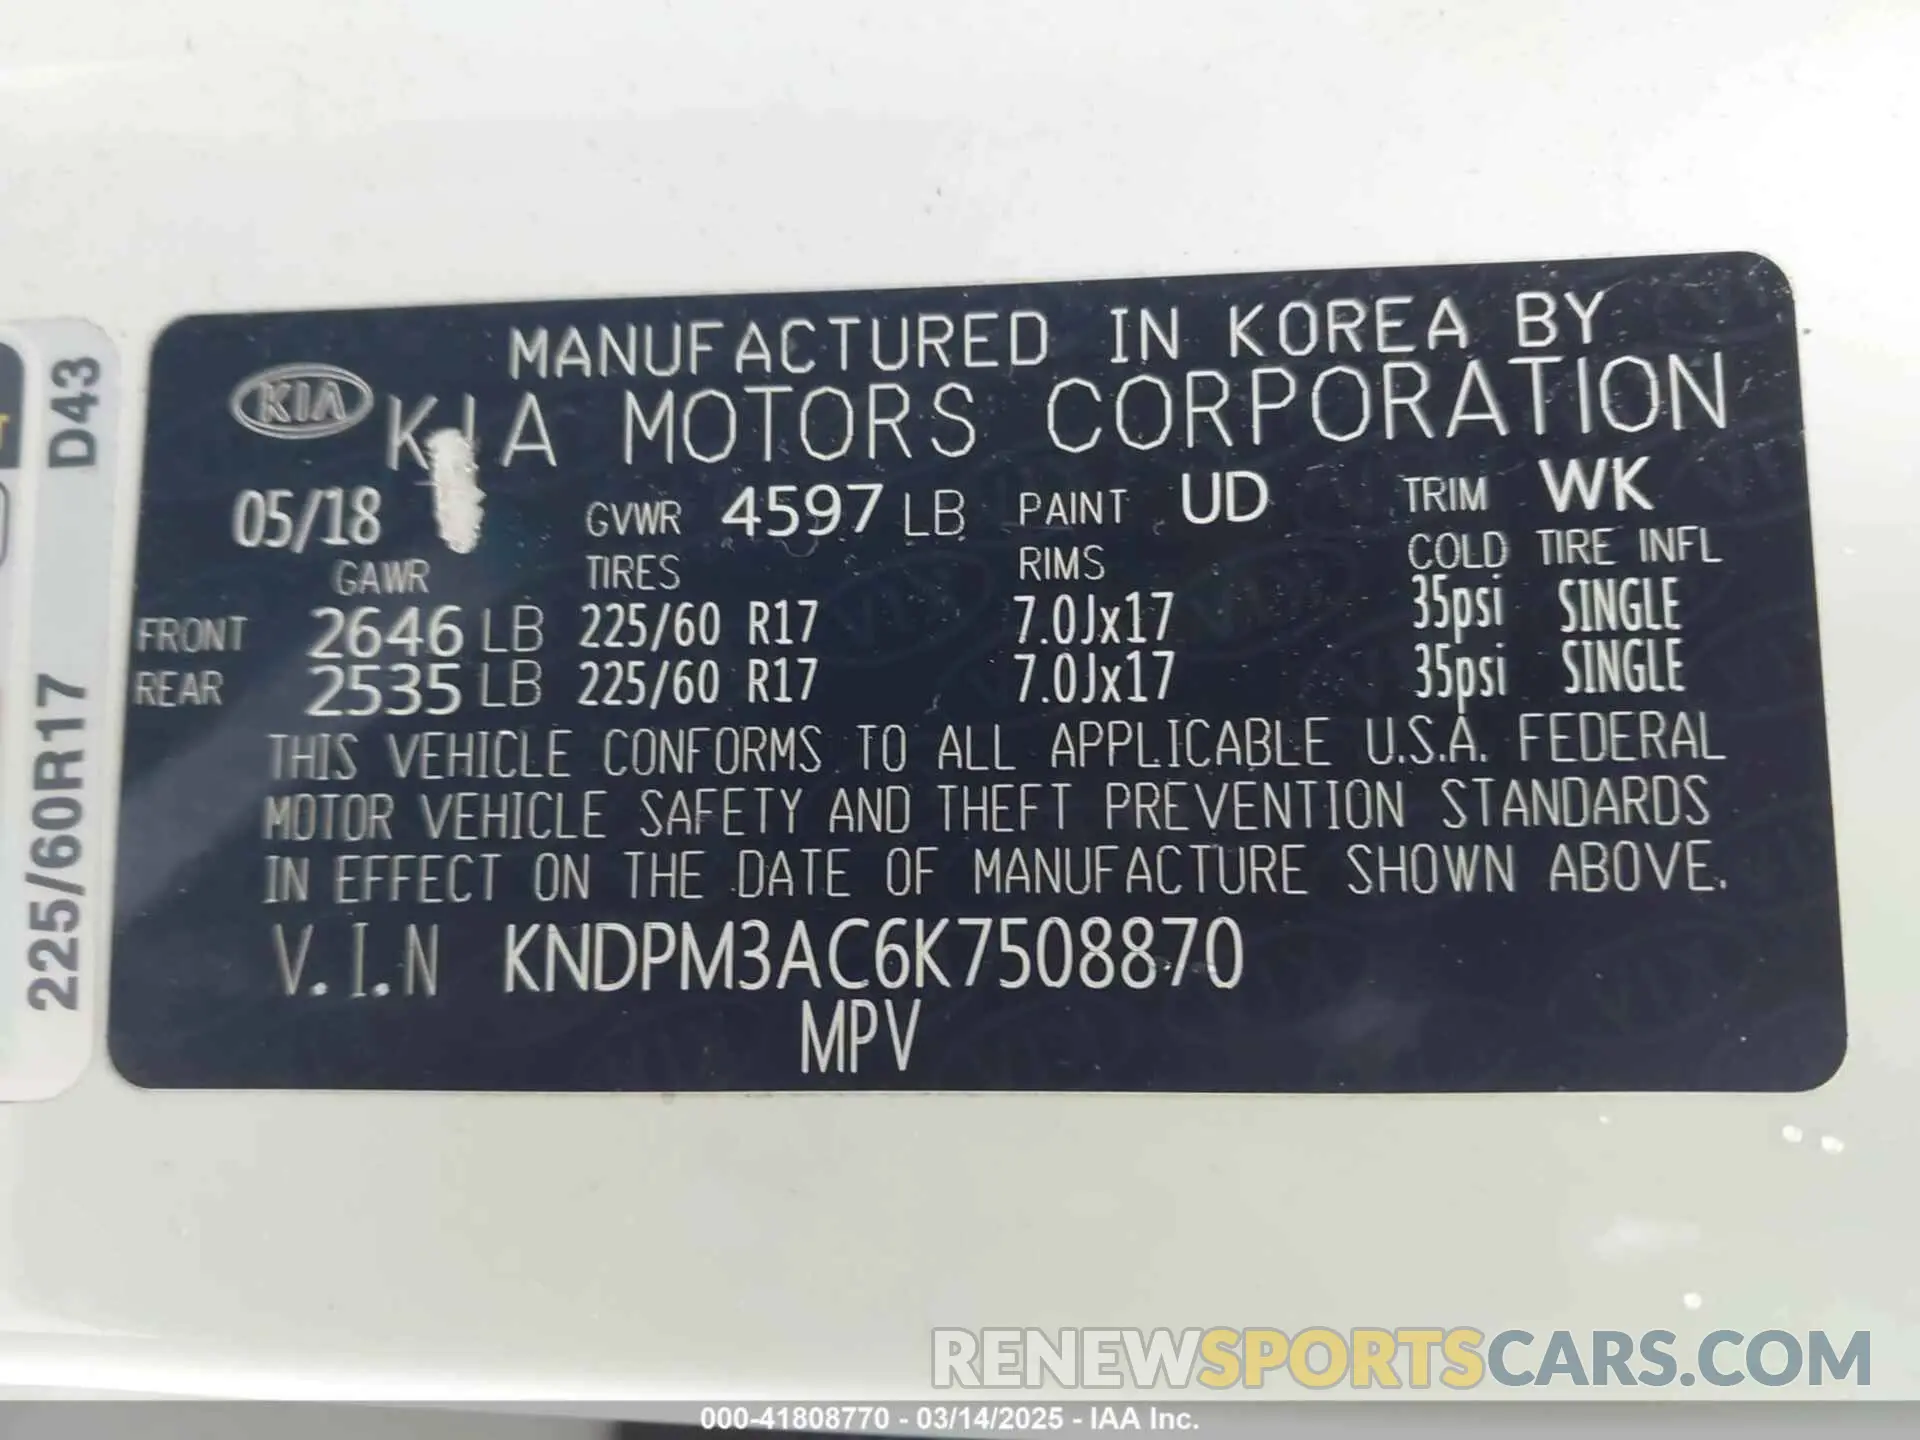 MANUFACTURED IN KOREA BY
KIA
KIA MOTORS CORPORATION
05/18 GVWR 4597 LB PAINT UD TRIM WK
GAWR TIRES RIMS COLD TIRE INFL
FRONT 2646 LB 225/60 R17 7.0Jx17 35psi SINGLE
REAR 2535 LB 225/60 R17 7.0Jx17 35psi SINGLE
THIS VEHICLE CONFORMS TO ALL APPLICABLE U.S.A. FEDERAL
MOTOR VEHICLE SAFETY AND THEFT PREVENTION STANDARDS
IN EFFECT ON THE DATE OF MANUFACTURE SHOWN ABOVE.
V.I.N KNDPM3AC6K7508870
MPV
225/60R17 D43
RENEWSPORTSCARS.COM
000-41808770 - 03/14/2025 - IAA Inc.